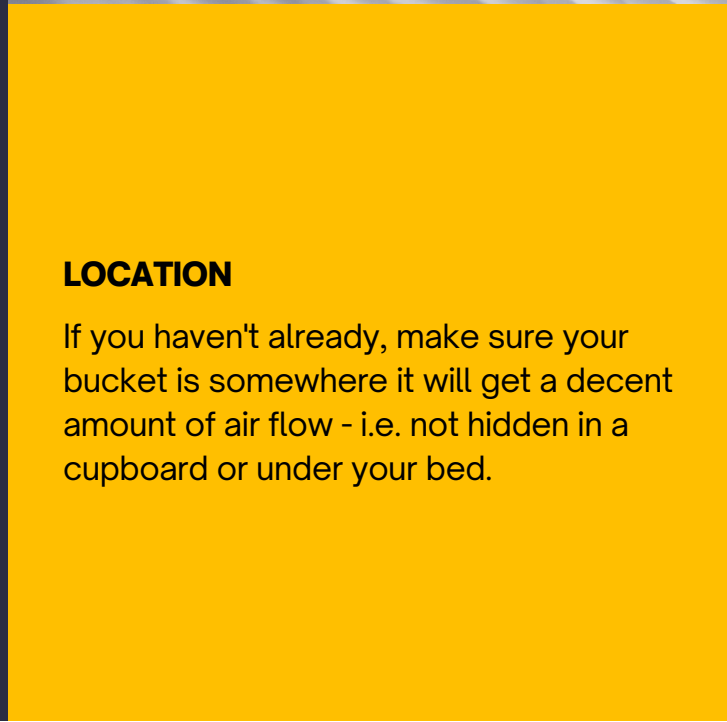 LOCATION
If you haven't already, make sure your
bucket is somewhere it will get a decent
amount of air flow - i.e. not hidden in a
cupboard or under your bed.